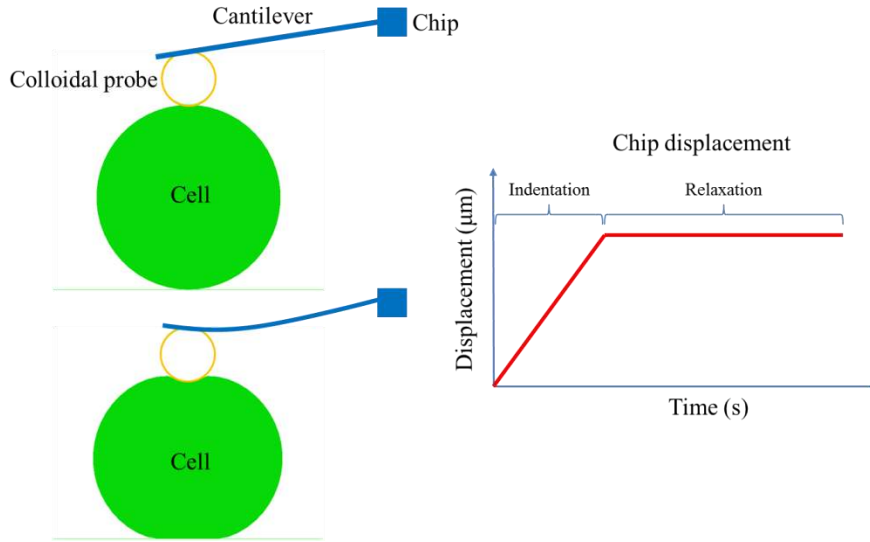 Cantilever
Chip
Colloidal probe
Cell
Cell
Chip displacement
Indentation
Relaxation
Displacement (μm)
Time (s)